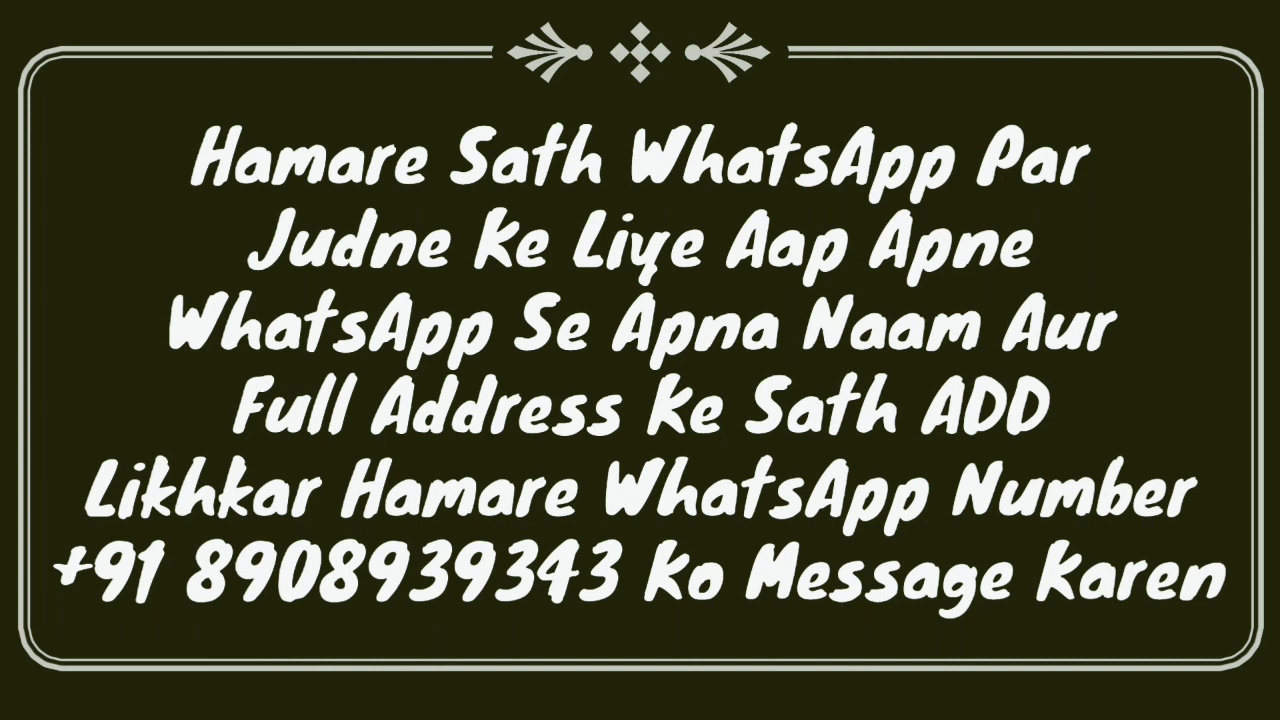 Hamare Sath WhatsApp Par
Judne Ke Liye Aap Apne
WhatsApp Se Apna Naam Aur
Full Address Ke Sath ADD
Likhkar Hamare WhatsApp Number
+91 8908939343 Ko Message Karen